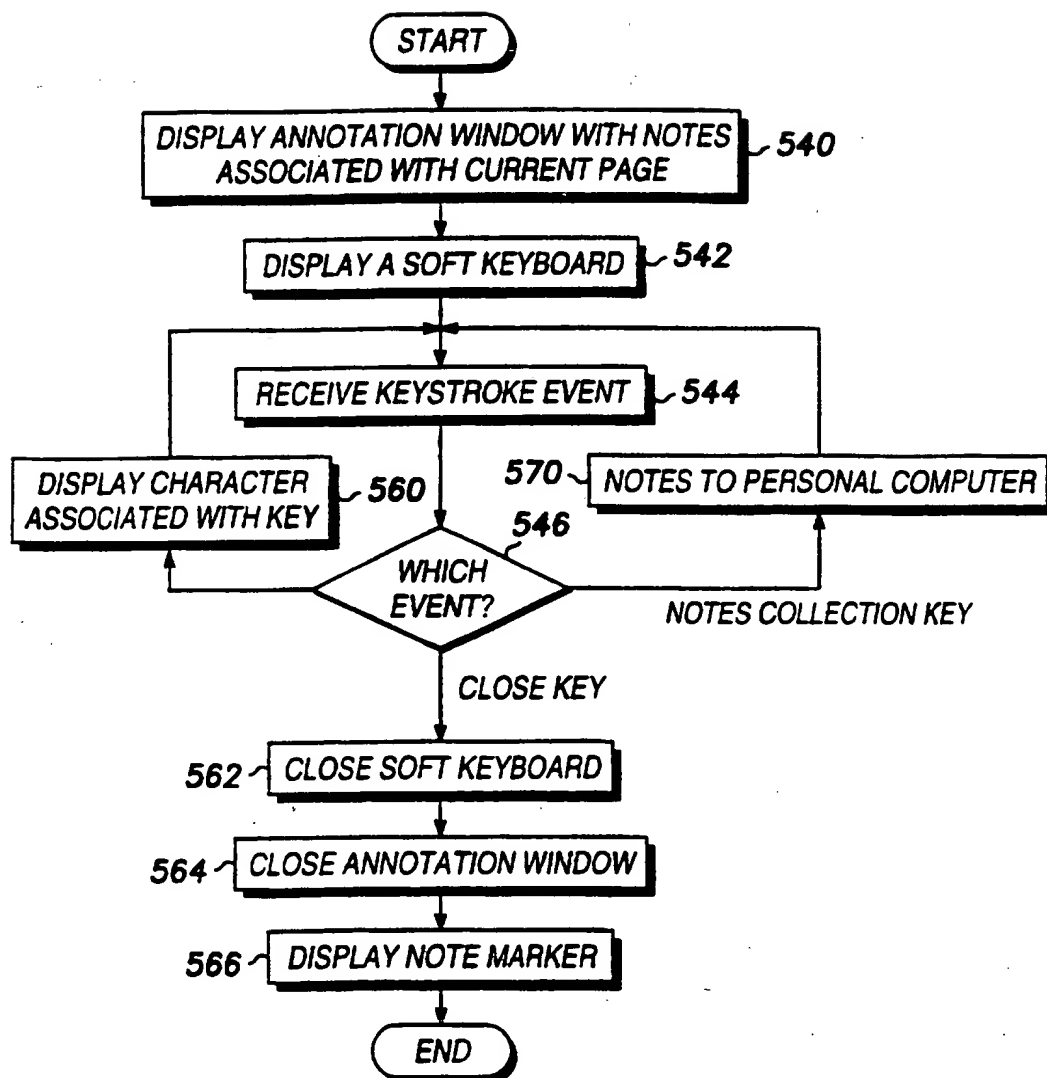 START
DISPLAY ANNOTATION WINDOW WITH NOTES
ASSOCIATED WITH CURRENT PAGE
540
DISPLAY A SOFT KEYBOARD
542
RECEIVE KEYSTROKE EVENT
544
DISPLAY CHARACTER
ASSOCIATED WITH KEY
560
570
NOTES TO PERSONAL COMPUTER
546
WHICH
EVENT?
NOTES COLLECTION KEY
CLOSE KEY
562
CLOSE SOFT KEYBOARD
564
CLOSE ANNOTATION WINDOW
566
DISPLAY NOTE MARKER
END